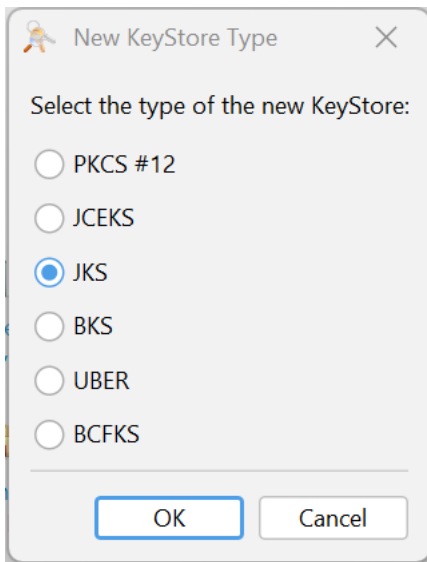 New KeyStore Type
Select the type of the new KeyStore:
PKCS #12
JCEKS
JKS
BKS
UBER
BCFKS
OK Cancel